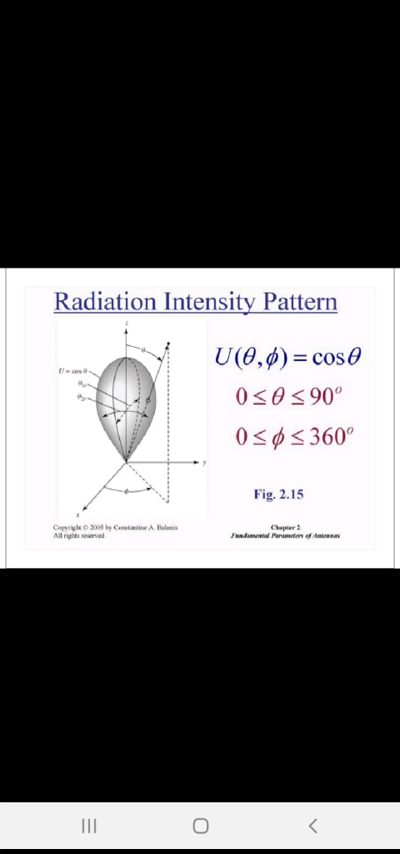 Radiation Intensity Pattern
z
θ
U = cos θ
U(θ,ϕ) = cosθ
0 ≤ θ ≤ 90°
0 ≤ ϕ ≤ 360°
y
ϕ
x
Fig. 2.15
Copyright © 2005 by Constantine A. Balanis
All rights reserved
Chapter 2
Fundamental Parameters of Antennas